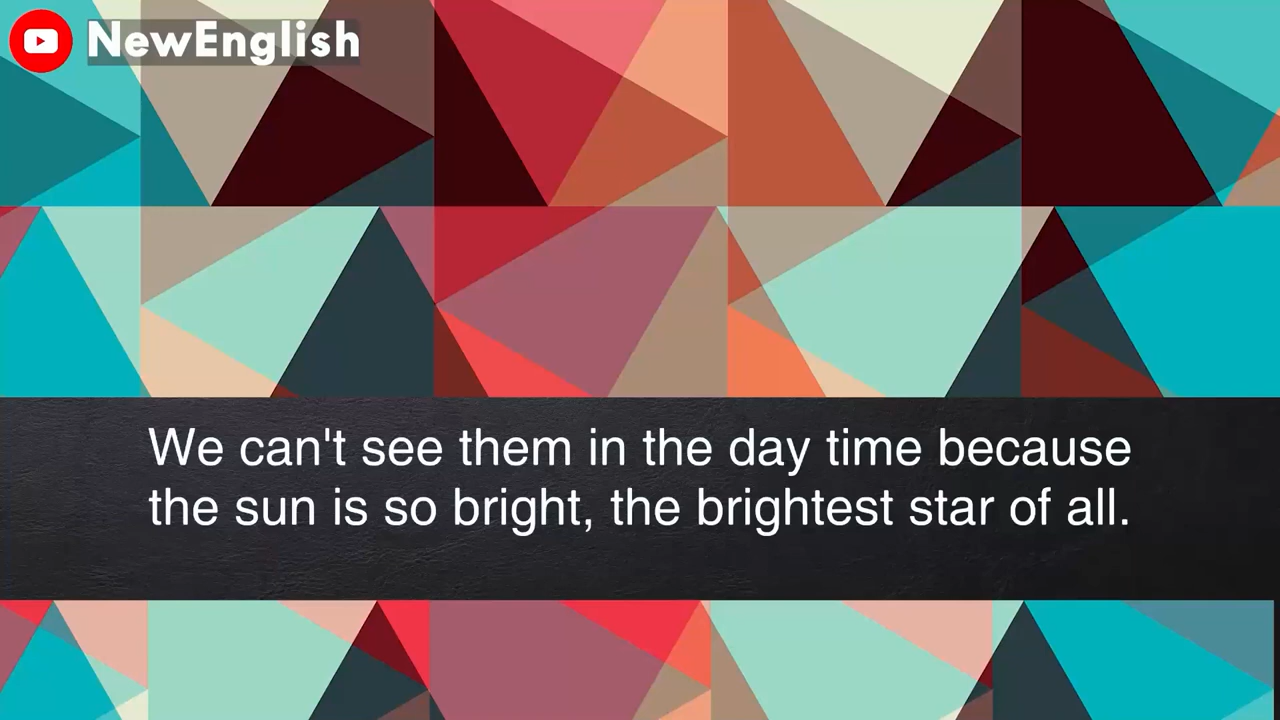 NewEnglish
We can't see them in the day time because
the sun is so bright, the brightest star of all.